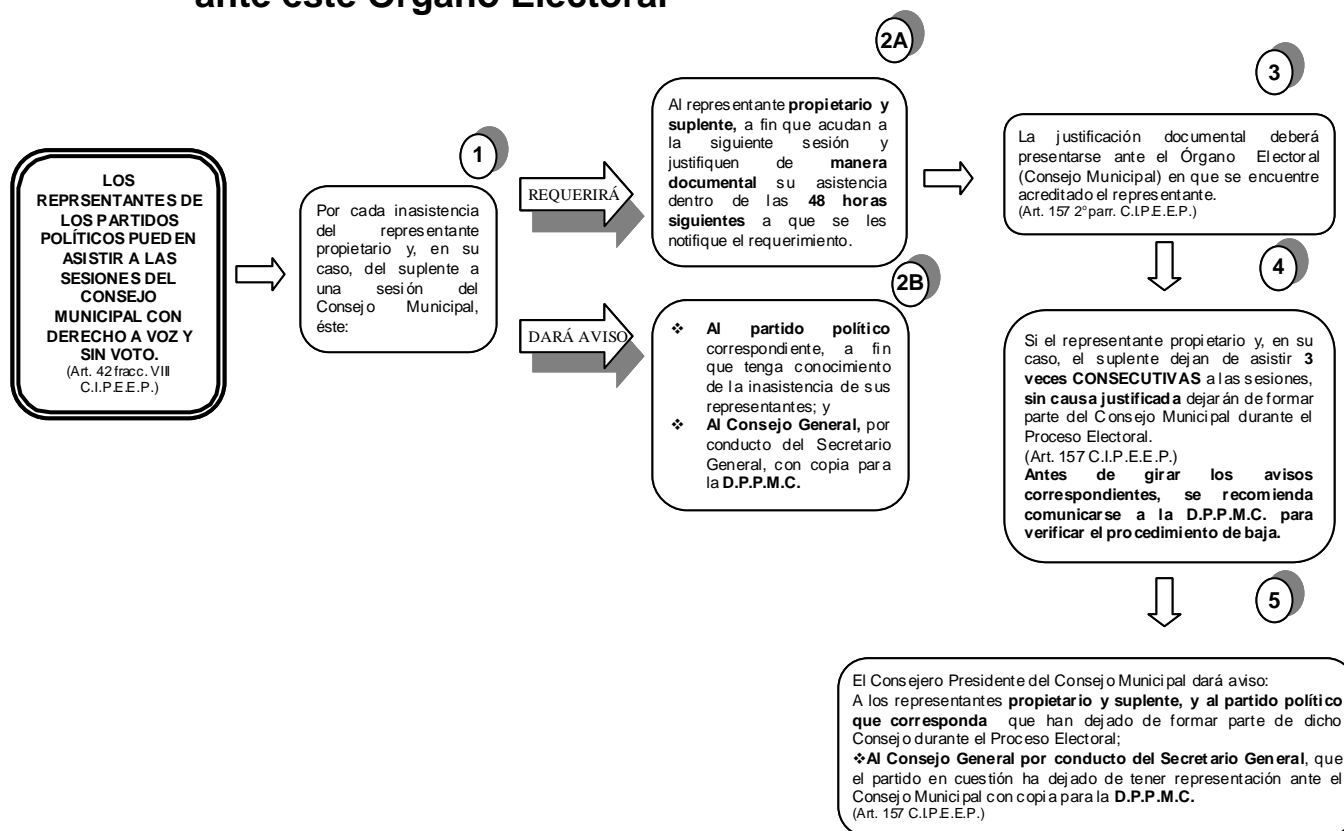 ante este Órgano Electoral
LOS
REPRSENTANTES DE
LOS PARTIDOS
POLÍTICOS PUEDEN
ASISTIR A LAS
SESIONES DEL
CONSEJO
MUNICIPAL CON
DERECHO A VOZ Y
SIN VOTO.
(Art. 42 fracc. VIII
C.I.P.E.E.P.)
1
Por cada inasistencia
del representante
propietario y, en su
caso, del suplente a
una sesión del
Consejo Municipal,
éste:
REQUERIRÁ
DARÁ AVISO
2A
Al representante propietario y
suplente, a fin que acudan a
la siguiente sesión y
justifiquen de manera
documental su asistencia
dentro de las 48 horas
siguientes a que se les
notifique el requerimiento.
2B
❖ Al partido político
correspondiente, a fin
que tenga conocimiento
de la inasistencia de sus
representantes; y
❖ Al Consejo General, por
conducto del Secretario
General, con copia para
la D.P.P.M.C.
3
La justificación documental deberá
presentarse ante el Órgano Electoral
(Consejo Municipal) en que se encuentre
acreditado el representante.
(Art. 157 2° parr. C.I.P.E.E.P.)
4
Si el representante propietario y, en su
caso, el suplente dejan de asistir 3
veces CONSECUTIVAS a las sesiones,
sin causa justificada dejarán de formar
parte del Consejo Municipal durante el
Proceso Electoral.
(Art. 157 C.I.P.E.E.P.)
Antes de girar los avisos
correspondientes, se recomienda
comunicarse a la D.P.P.M.C. para
verificar el procedimiento de baja.
5
El Consejero Presidente del Consejo Municipal dará aviso:
A los representantes propietario y suplente, y al partido político
que corresponda que han dejado de formar parte de dicho
Consejo durante el Proceso Electoral;
❖Al Consejo General por conducto del Secretario General, que
el partido en cuestión ha dejado de tener representación ante el
Consejo Municipal con copia para la D.P.P.M.C.
(Art. 157 C.I.P.E.E.P.)